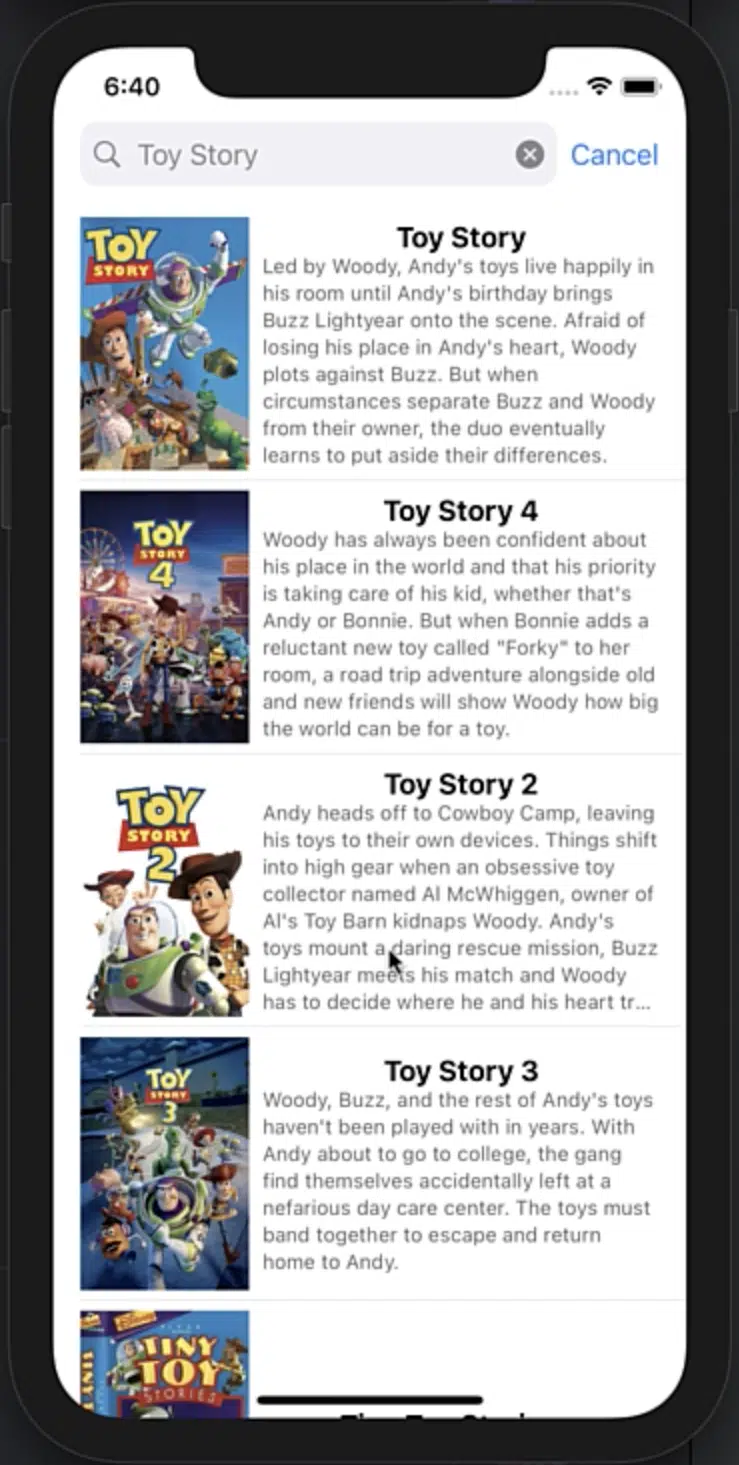 6:40
Toy Story
Cancel
TOY
STORY
Toy Story
Led by Woody, Andy's toys live happily in
his room until Andy's birthday brings
Buzz Lightyear onto the scene. Afraid of
losing his place in Andy's heart, Woody
plots against Buzz. But when
circumstances separate Buzz and Woody
from their owner, the duo eventually
learns to put aside their differences.
TOY
STORY
4
Toy Story 4
Woody has always been confident about
his place in the world and that his priority
is taking care of his kid, whether that's
Andy or Bonnie. But when Bonnie adds a
reluctant new toy called "Forky" to her
room, a road trip adventure alongside old
and new friends will show Woody how big
the world can be for a toy.
TOY
STORY
2
Toy Story 2
Andy heads off to Cowboy Camp, leaving
his toys to their own devices. Things shift
into high gear when an obsessive toy
collector named Al McWhiggen, owner of
Al's Toy Barn kidnaps Woody. Andy's
toys mount a daring rescue mission, Buzz
Lightyear meets his match and Woody
has to decide where he and his heart tr...
TOY
STORY
3
Toy Story 3
Woody, Buzz, and the rest of Andy's toys
haven't been played with in years. With
Andy about to go to college, the gang
find themselves accidentally left at a
nefarious day care center. The toys must
band together to escape and return
home to Andy.
TINY
TOY
STORIES